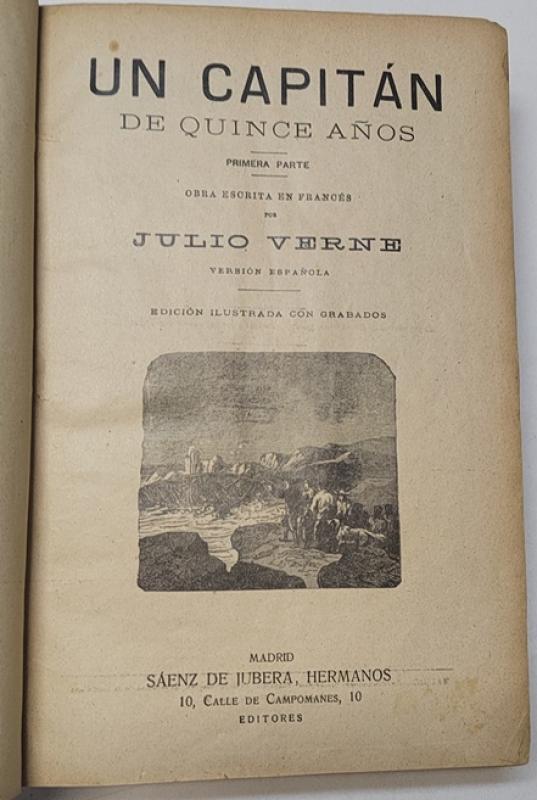 UN CAPITÁN
DE QUINCE AÑOS
PRIMERA PARTE
OBRA ESCRITA EN FRANCÉS
POR
JULIO VERNE
VERSIÓN ESPAÑOLA
EDICIÓN ILUSTRADA CON GRABADOS
MADRID
SÁENZ DE JUBERA, HERMANOS
10, CALLE DE CAMPOMANES, 10
EDITORES